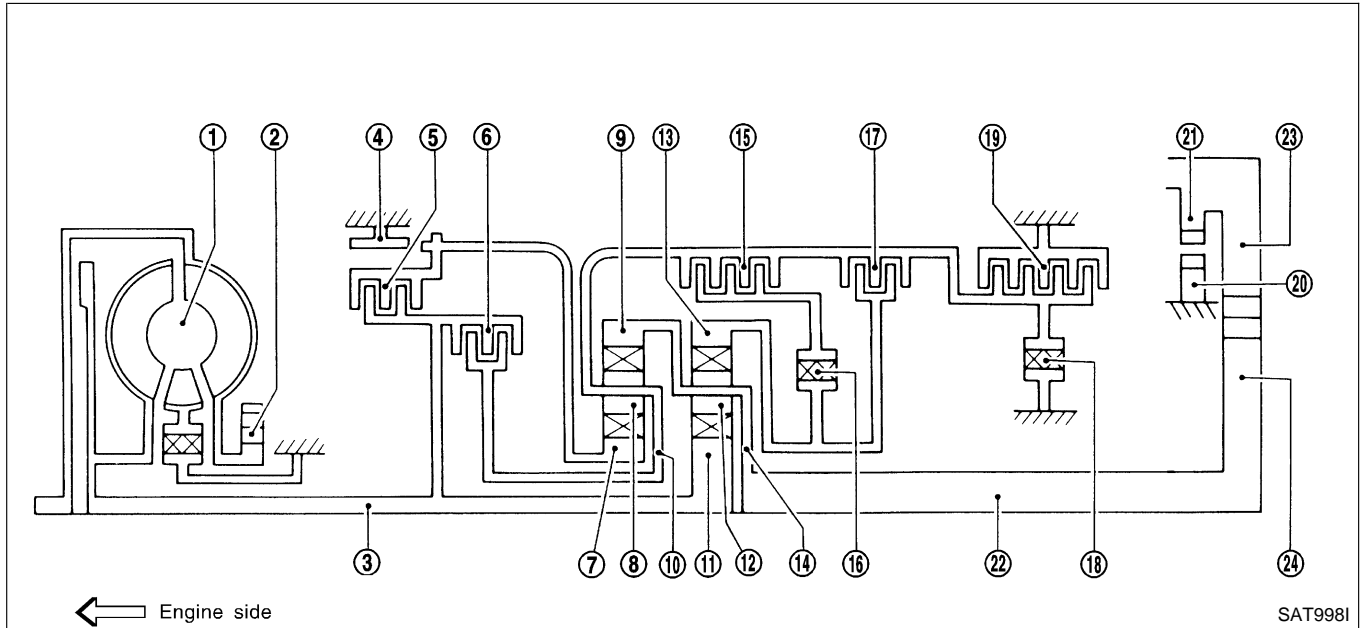 ① ② ④ ⑤ ⑥ ⑨ ⑬ ⑮ ⑰ ⑲ ㉑ ㉓
⑳
③ ⑦ ⑧ ⑩ ⑪ ⑫ ⑭ ⑯ ㉒ ⑱ ㉔
Engine side
SAT998I